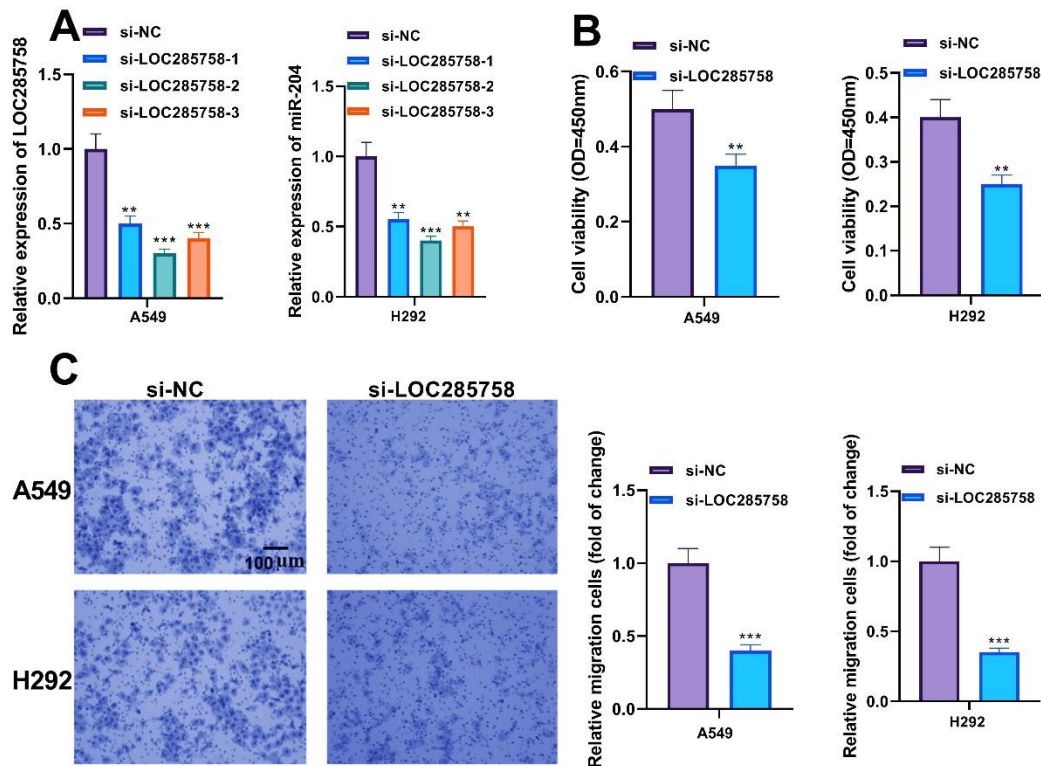 A
si-NC
si-LOC285758-1
si-LOC285758-2
si-LOC285758-3
Relative expression of LOC285758
1.5
1.0
0.5
0.0
**
***
***
A549
si-NC
si-LOC285758-1
si-LOC285758-2
si-LOC285758-3
Relative expression of miR-204
1.5
1.0
0.5
0.0
**
***
**
H292
B
si-NC
si-LOC285758
Cell viability (OD=450nm)
0.6
0.4
0.2
0.0
**
A549
si-NC
si-LOC285758
Cell viability (OD=450nm)
0.5
0.4
0.3
0.2
0.1
0.0
**
H292
C
si-NC
si-LOC285758
A549
100 μm
H292
si-NC
si-LOC285758
Relative migration cells (fold of change)
1.5
1.0
0.5
0.0
***
A549
si-NC
si-LOC285758
Relative migration cells (fold of change)
1.5
1.0
0.5
0.0
***
H292